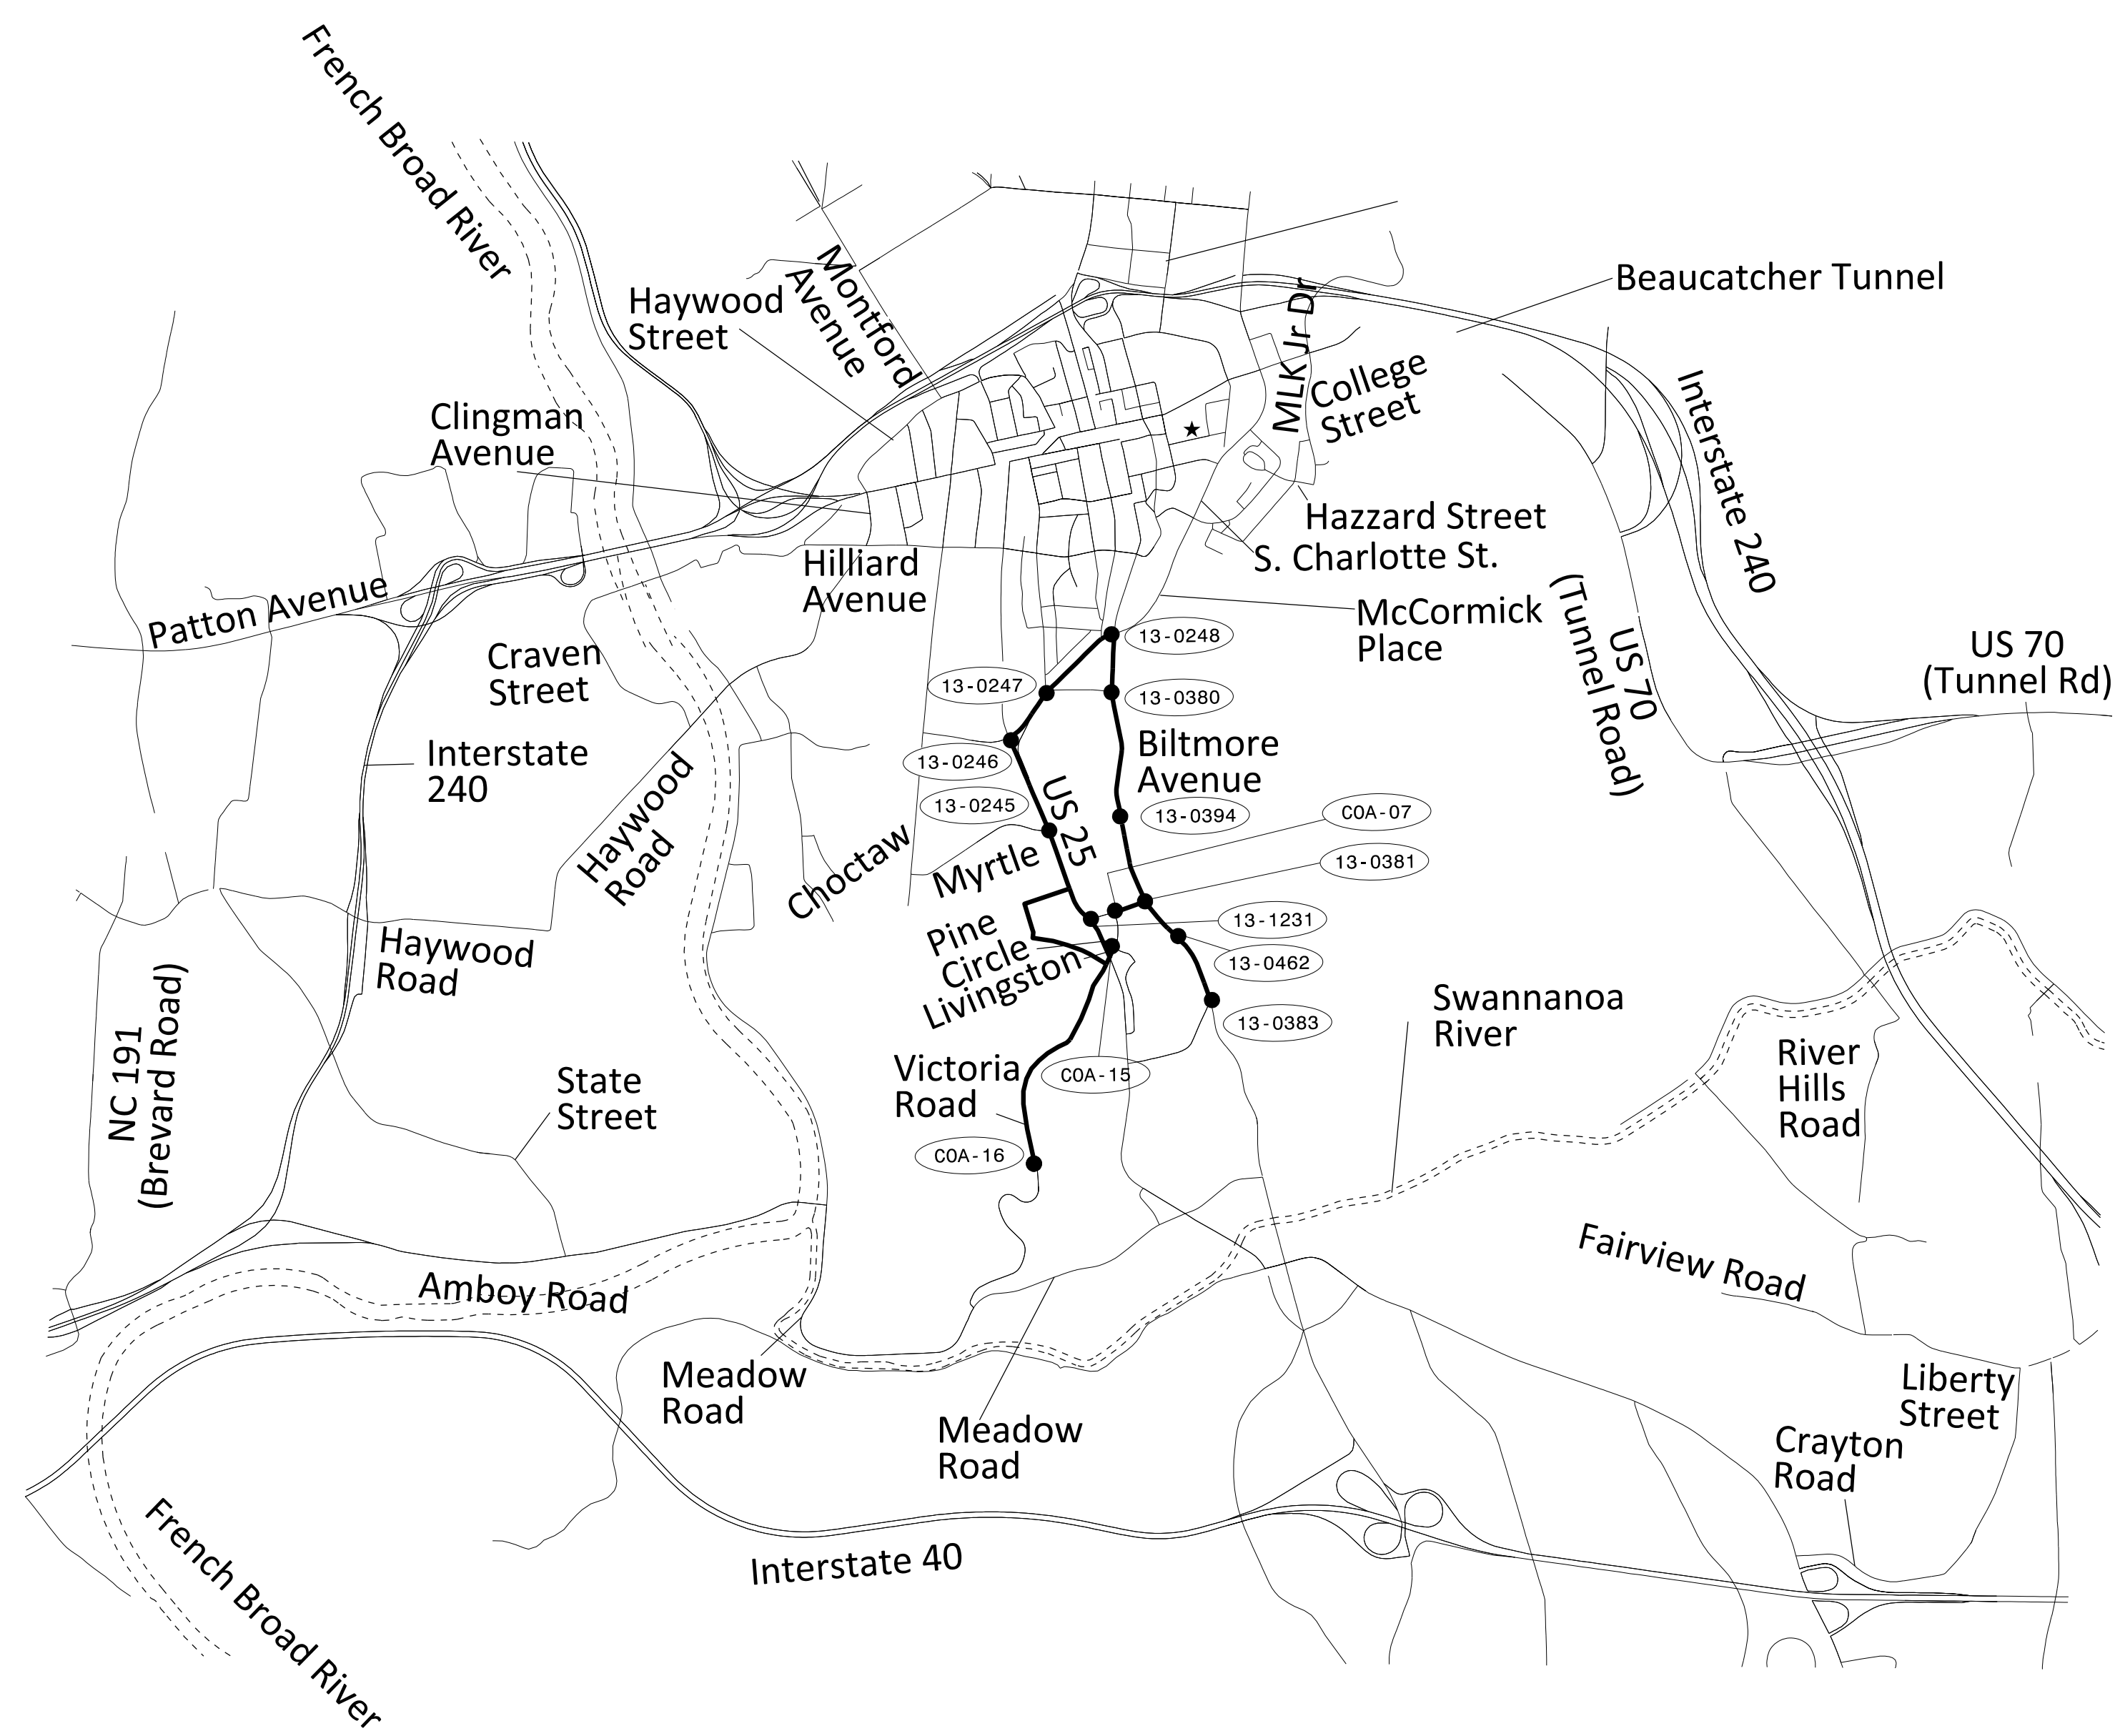 French Broad River
Montford
Avenue
Haywood
Street
Beaucatcher Tunnel
MLK Jr Dr
College
Street
Interstate 240
Clingman
Avenue
Hazzard Street
S. Charlotte St.
Hilliard
Avenue
McCormick
Place
Patton Avenue
Craven
Street
13-0248
US 70
(Tunnel Road)
US 70
(Tunnel Rd)
13-0247
13-0380
Interstate
240
Biltmore
Avenue
13-0246
13-0245
US 25
13-0394
COA-07
Haywood
Road
Choctaw
Myrtle
13-0381
Pine
Circle
Livingston
13-1231
13-0462
Haywood
Road
13-0383
Swannanoa
River
NC 191
(Brevard Road)
State
Street
Victoria
Road
COA-15
River
Hills
Road
COA-16
Fairview Road
Amboy Road
Meadow
Road
Meadow
Road
Liberty
Street
Crayton
Road
Interstate 40
French Broad River